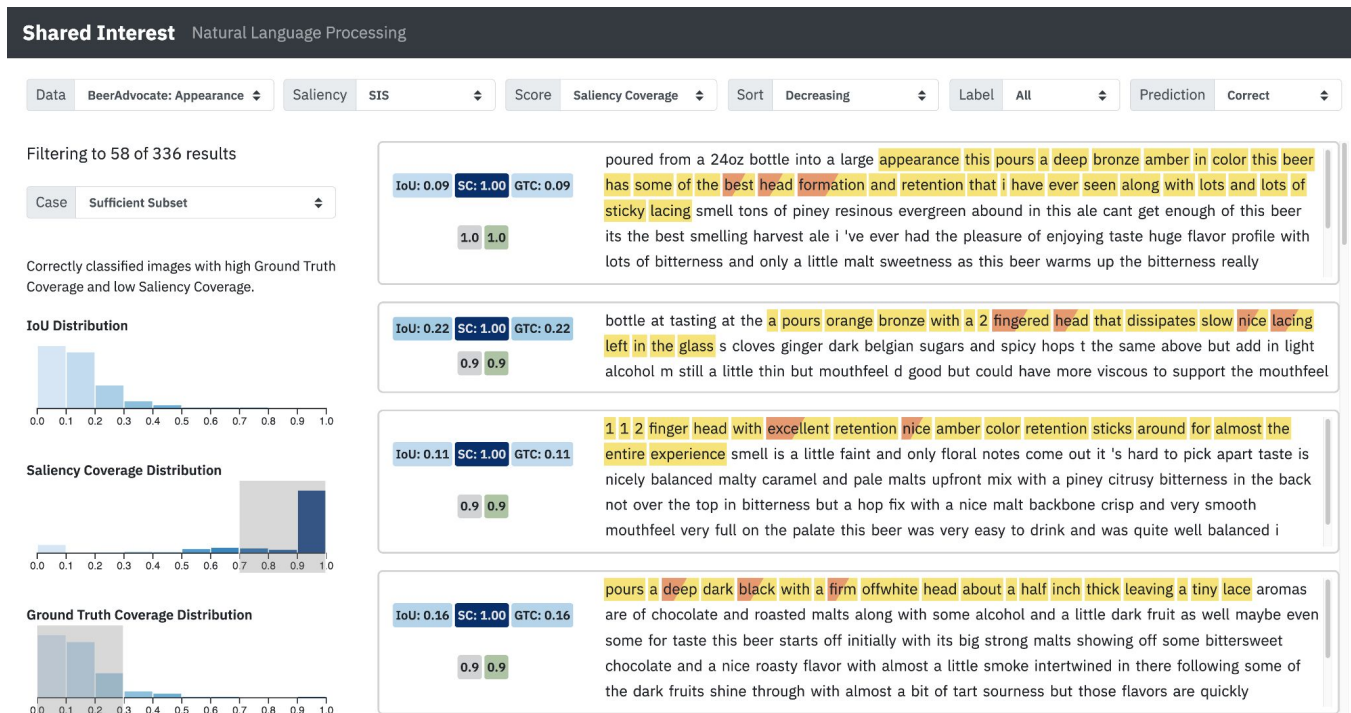 Shared Interest Natural Language Processing
Data BeerAdvocate: Appearance Saliency SIS Score Saliency Coverage Sort Decreasing Label All Prediction Correct
Filtering to 58 of 336 results
Case Sufficient Subset
Correctly classified images with high Ground Truth
Coverage and low Saliency Coverage.
IoU Distribution
0.0 0.1 0.2 0.3 0.4 0.5 0.6 0.7 0.8 0.9 1.0
Saliency Coverage Distribution
0.0 0.1 0.2 0.3 0.4 0.5 0.6 0.7 0.8 0.9 1.0
Ground Truth Coverage Distribution
0.0 0.1 0.2 0.3 0.4 0.5 0.6 0.7 0.8 0.9 1.0
IoU: 0.09 SC: 1.00 GTC: 0.09
1.0 1.0
poured from a 24oz bottle into a large appearance this pours a deep bronze amber in color this beer
has some of the best head formation and retention that i have ever seen along with lots and lots of
sticky lacing smell tons of piney resinous evergreen abound in this ale cant get enough of this beer
its the best smelling harvest ale i 've ever had the pleasure of enjoying taste huge flavor profile with
lots of bitterness and only a little malt sweetness as this beer warms up the bitterness really
IoU: 0.22 SC: 1.00 GTC: 0.22
0.9 0.9
bottle at tasting at the a pours orange bronze with a 2 fingered head that dissipates slow nice lacing
left in the glass s cloves ginger dark belgian sugars and spicy hops t the same above but add in light
alcohol m still a little thin but mouthfeel d good but could have more viscous to support the mouthfeel
IoU: 0.11 SC: 1.00 GTC: 0.11
0.9 0.9
1 1 2 finger head with excellent retention nice amber color retention sticks around for almost the
entire experience smell is a little faint and only floral notes come out it 's hard to pick apart taste is
nicely balanced malty caramel and pale malts upfront mix with a piney citrusy bitterness in the back
not over the top in bitterness but a hop fix with a nice malt backbone crisp and very smooth
mouthfeel very full on the palate this beer was very easy to drink and was quite well balanced i
IoU: 0.16 SC: 1.00 GTC: 0.16
0.9 0.9
pours a deep dark black with a firm offwhite head about a half inch thick leaving a tiny lace aromas
are of chocolate and roasted malts along with some alcohol and a little dark fruit as well maybe even
some for taste this beer starts off initially with its big strong malts showing off some bittersweet
chocolate and a nice roasty flavor with almost a little smoke intertwined in there following some of
the dark fruits shine through with almost a bit of tart sourness but those flavors are quickly